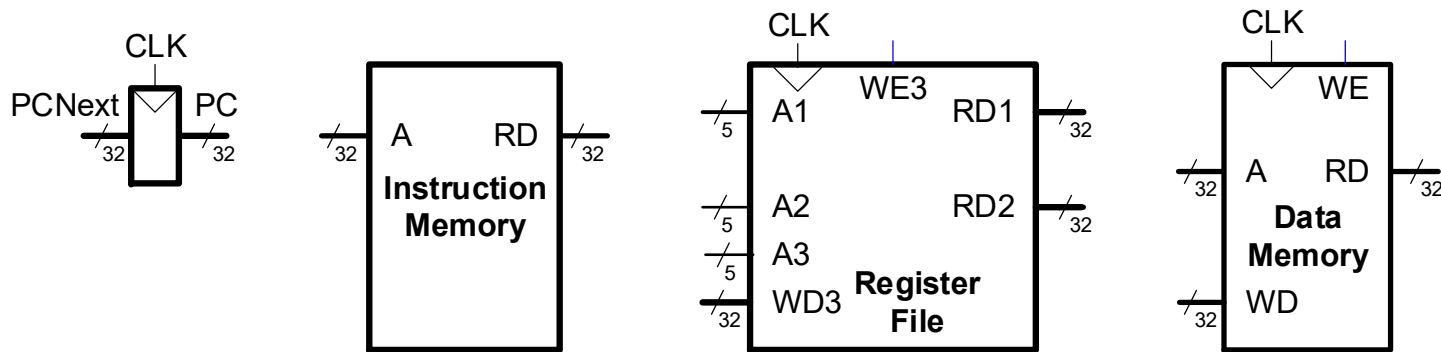 CLK
PCNext PC
32 32
A RD
32 32
Instruction
Memory
CLK
WE3
A1 RD1
5 32
A2 RD2
5 32
A3
5
WD3
32
Register
File
CLK
WE
A RD
32 32
Data
Memory
WD
32